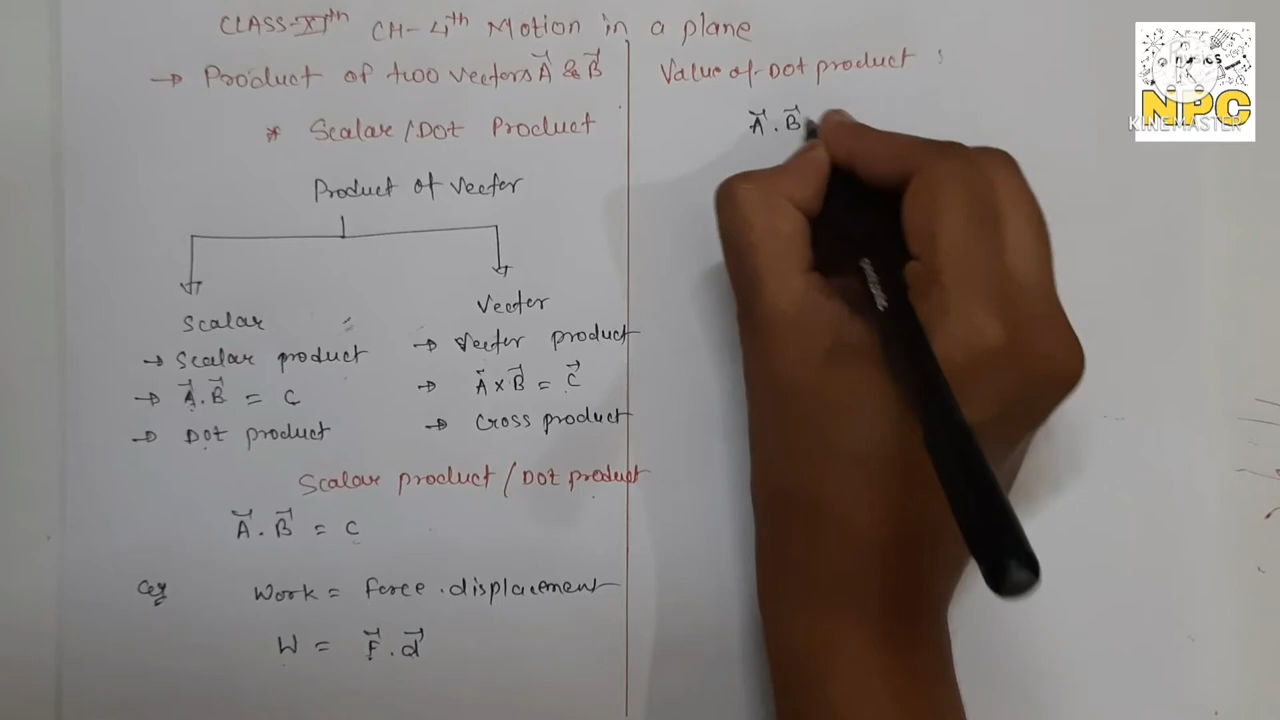 CLASS-XIth CH-4th Motion in a plane
→ Product of two vectors A⃗ & B⃗
* Scalar/DOT Product
Product of Vector
Scalar
→ Scalar product
→ A⃗.B⃗ = C
→ DOT product
Vector
→ Vector product
→ A⃗×B⃗ = C⃗
→ Cross product
Scalar product/DOT product
A⃗.B⃗ = C
eg Work = force.displacement
W = F⃗.d⃗
Value of DOT product :
A⃗.B⃗
Physics
NPC
KINEMASTER